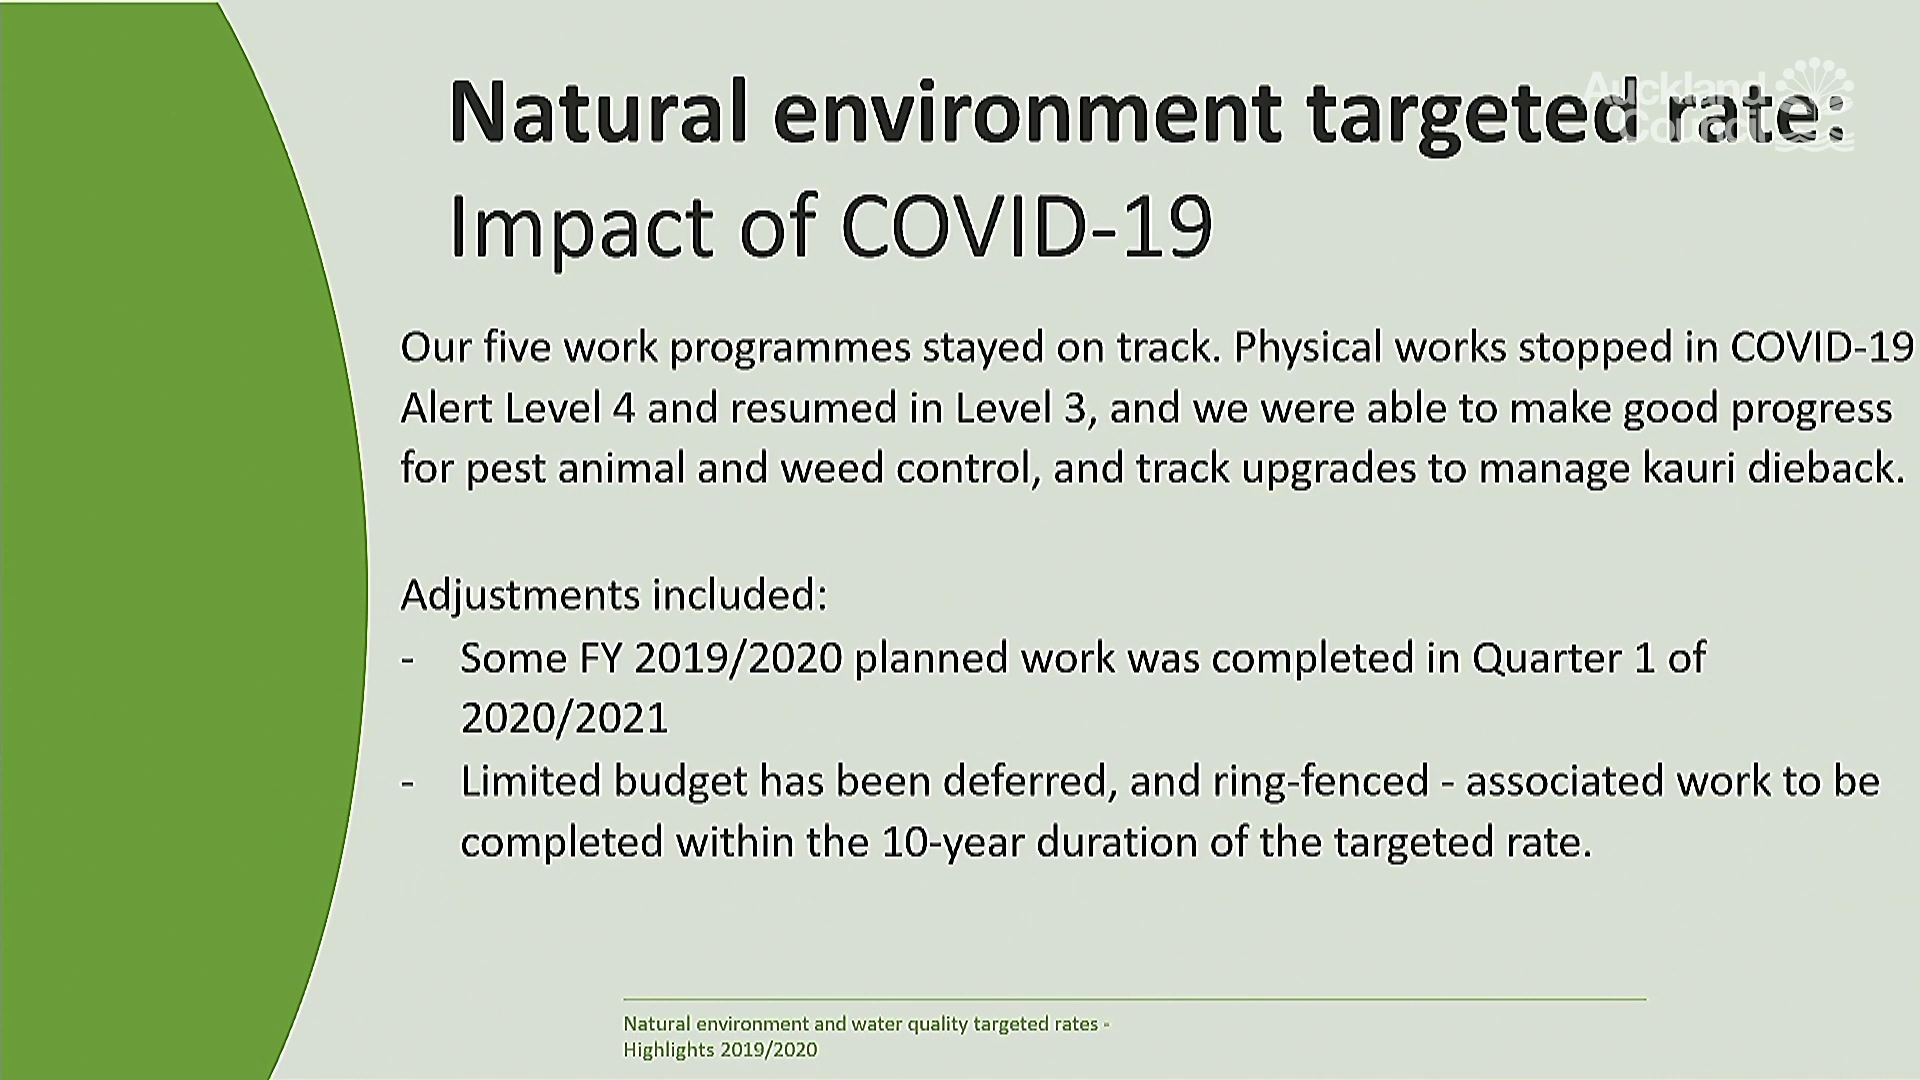 Natural environment targeted rate:
Auckland
Council
Impact of COVID-19
Our five work programmes stayed on track. Physical works stopped in COVID-19
Alert Level 4 and resumed in Level 3, and we were able to make good progress
for pest animal and weed control, and track upgrades to manage kauri dieback.
Adjustments included:
- Some FY 2019/2020 planned work was completed in Quarter 1 of
2020/2021
- Limited budget has been deferred, and ring-fenced - associated work to be
completed within the 10-year duration of the targeted rate.
Natural environment and water quality targeted rates -
Highlights 2019/2020